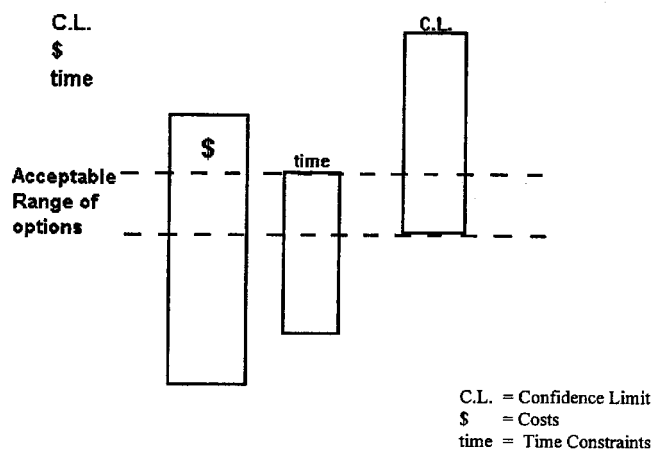 C.L.
$
time
C.L.
$
time
Acceptable
Range of
options
C.L. = Confidence Limit
$ = Costs
time = Time Constraints